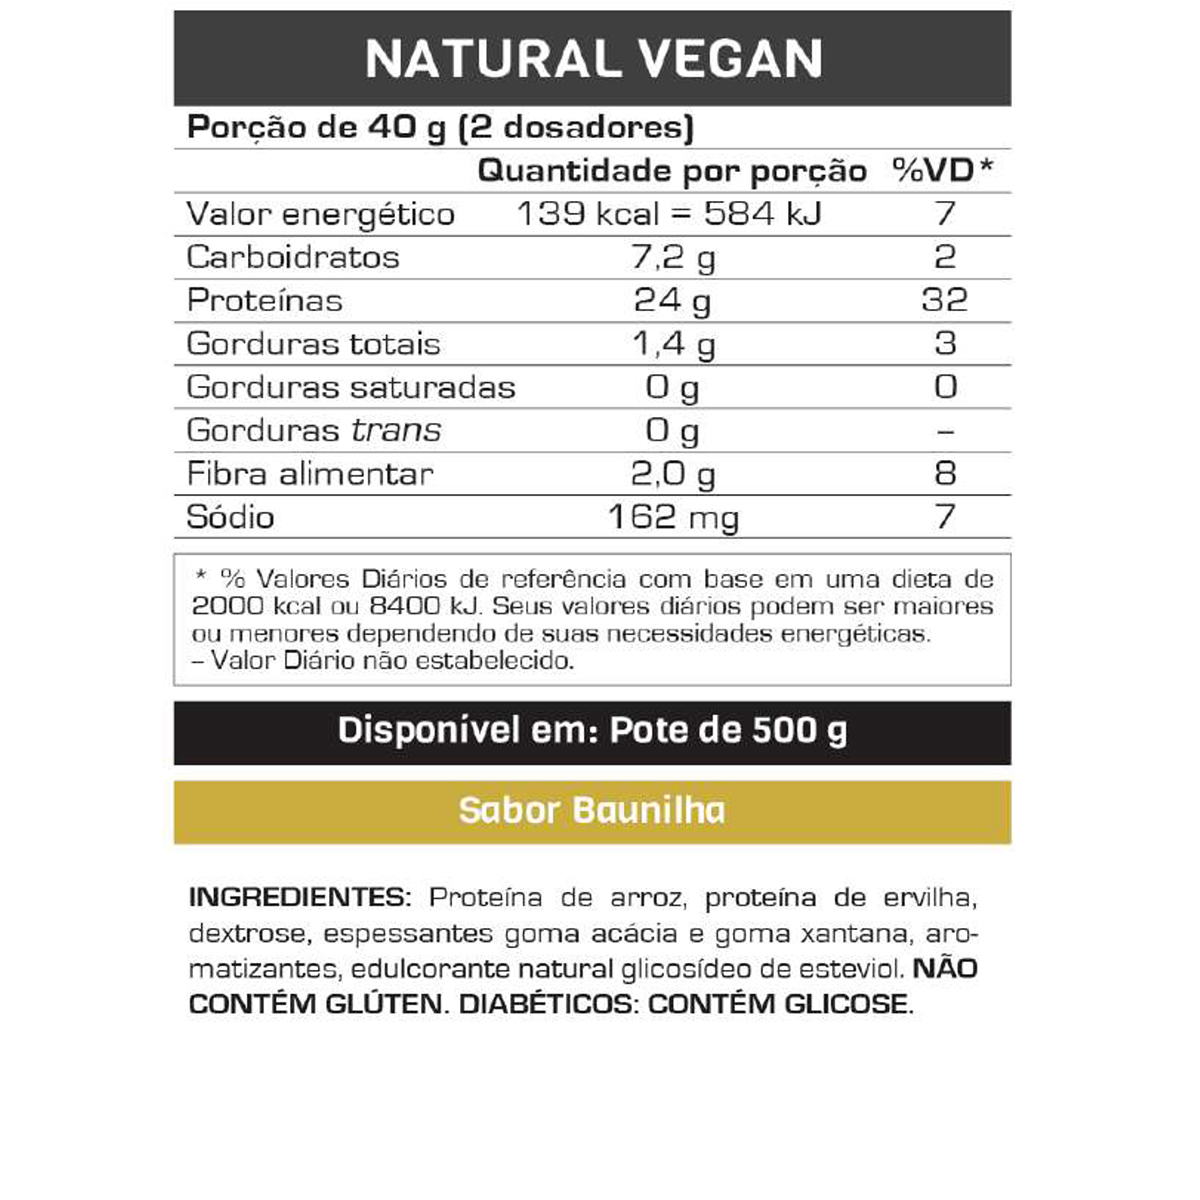 NATURAL VEGAN
Porção de 40 g (2 dosadores)
Quantidade por porção %VD*
Valor energético 139 kcal = 584 kJ 7
Carboidratos 7,2 g 2
Proteínas 24 g 32
Gorduras totais 1,4 g 3
Gorduras saturadas 0 g 0
Gorduras trans 0 g –
Fibra alimentar 2,0 g 8
Sódio 162 mg 7
* % Valores Diários de referência com base em uma dieta de
2000 kcal ou 8400 kJ. Seus valores diários podem ser maiores
ou menores dependendo de suas necessidades energéticas.
– Valor Diário não estabelecido.
Disponível em: Pote de 500 g
Sabor Baunilha
INGREDIENTES: Proteína de arroz, proteína de ervilha,
dextrose, espessantes goma acácia e goma xantana, aro-
matizantes, edulcorante natural glicosídeo de esteviol. NÃO
CONTÉM GLÚTEN. DIABÉTICOS: CONTÉM GLICOSE.